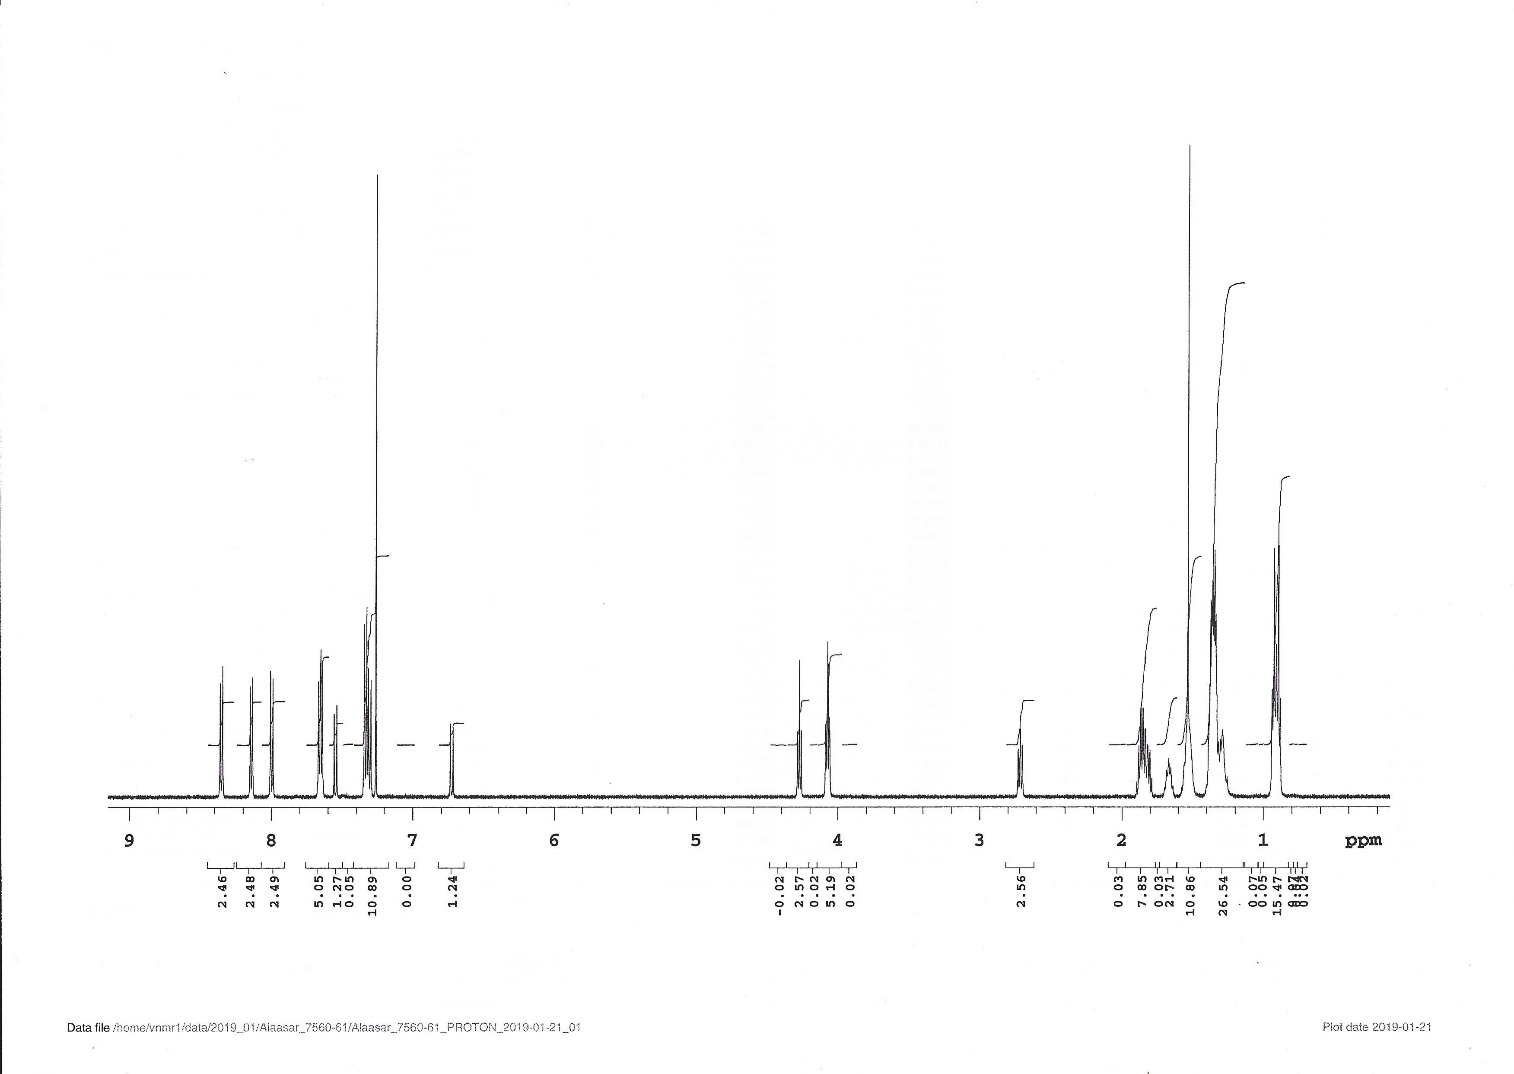 9 8 7 6 5 4 3 2 1 ppm
2.46 2.48 2.49 5.05 1.27 0.05 10.89 0.00 1.24 -0.02 2.57 0.02 5.19 0.02 2.56 0.03 7.85 0.03 2.71 10.86 26.54 0.07 0.05 15.47 0.02
Data file /home/vnmr1/data/2019_01/Alaasar_7560-61/Alaasar_7560-61_PROTON_2019-01-21_01
Plot date 2019-01-21